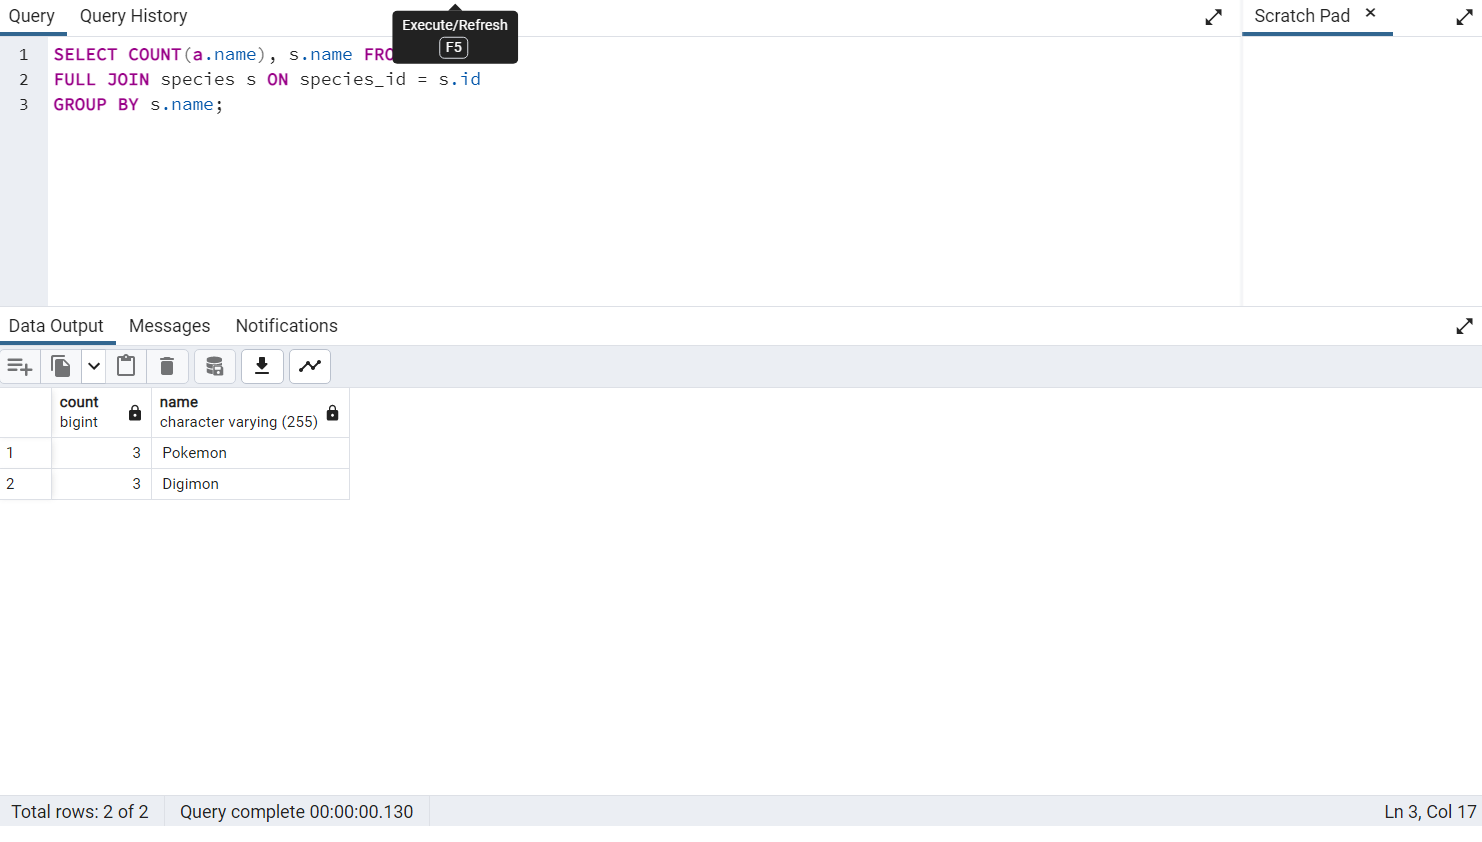 Query Query History
Execute/Refresh
F5
Scratch Pad ×
1 SELECT COUNT(a.name), s.name
2 FULL JOIN species s ON species_id = s.id
3 GROUP BY s.name;
Data Output Messages Notifications
count name
bigint character varying (255)
1 3 Pokemon
2 3 Digimon
Total rows: 2 of 2 Query complete 00:00:00.130 Ln 3, Col 17